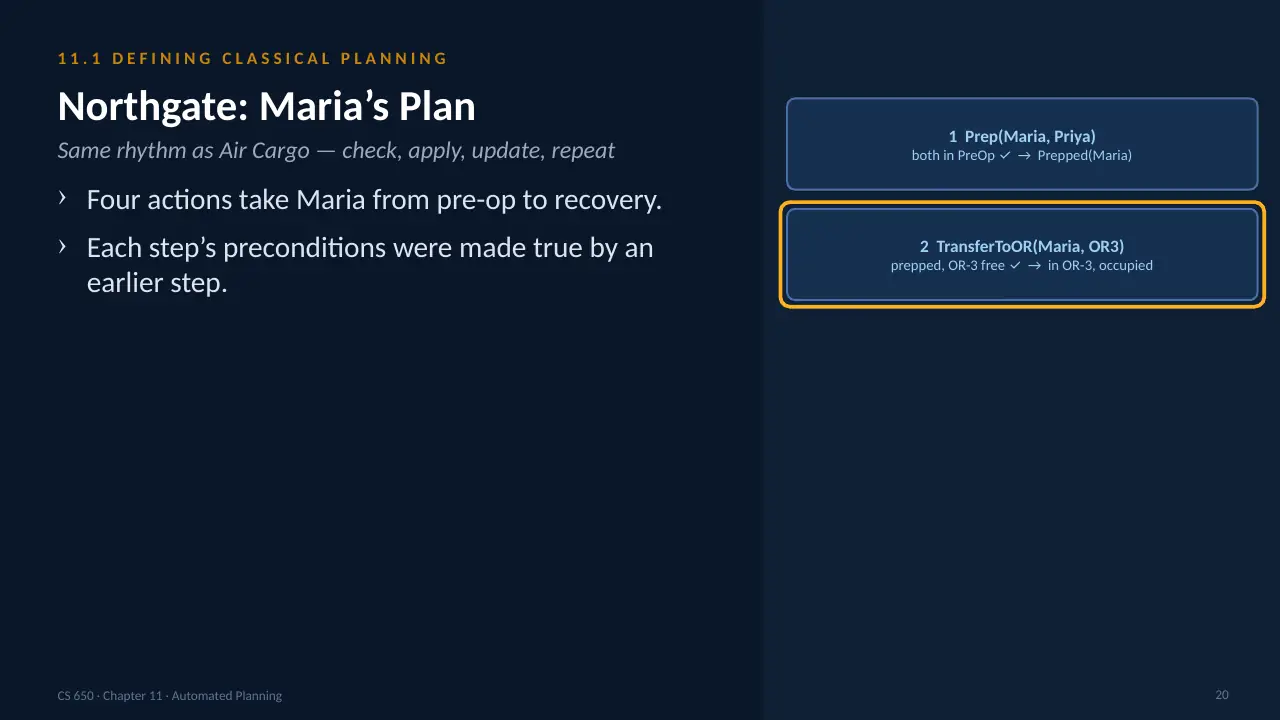 11.1 DEFINING CLASSICAL PLANNING
Northgate: Maria’s Plan
Same rhythm as Air Cargo — check, apply, update, repeat
› Four actions take Maria from pre-op to recovery.
› Each step’s preconditions were made true by an
earlier step.
1 Prep(Maria, Priya)
both in PreOp ✓ → Prepped(Maria)
2 TransferToOR(Maria, OR3)
prepped, OR-3 free ✓ → in OR-3, occupied
CS 650 · Chapter 11 · Automated Planning
20